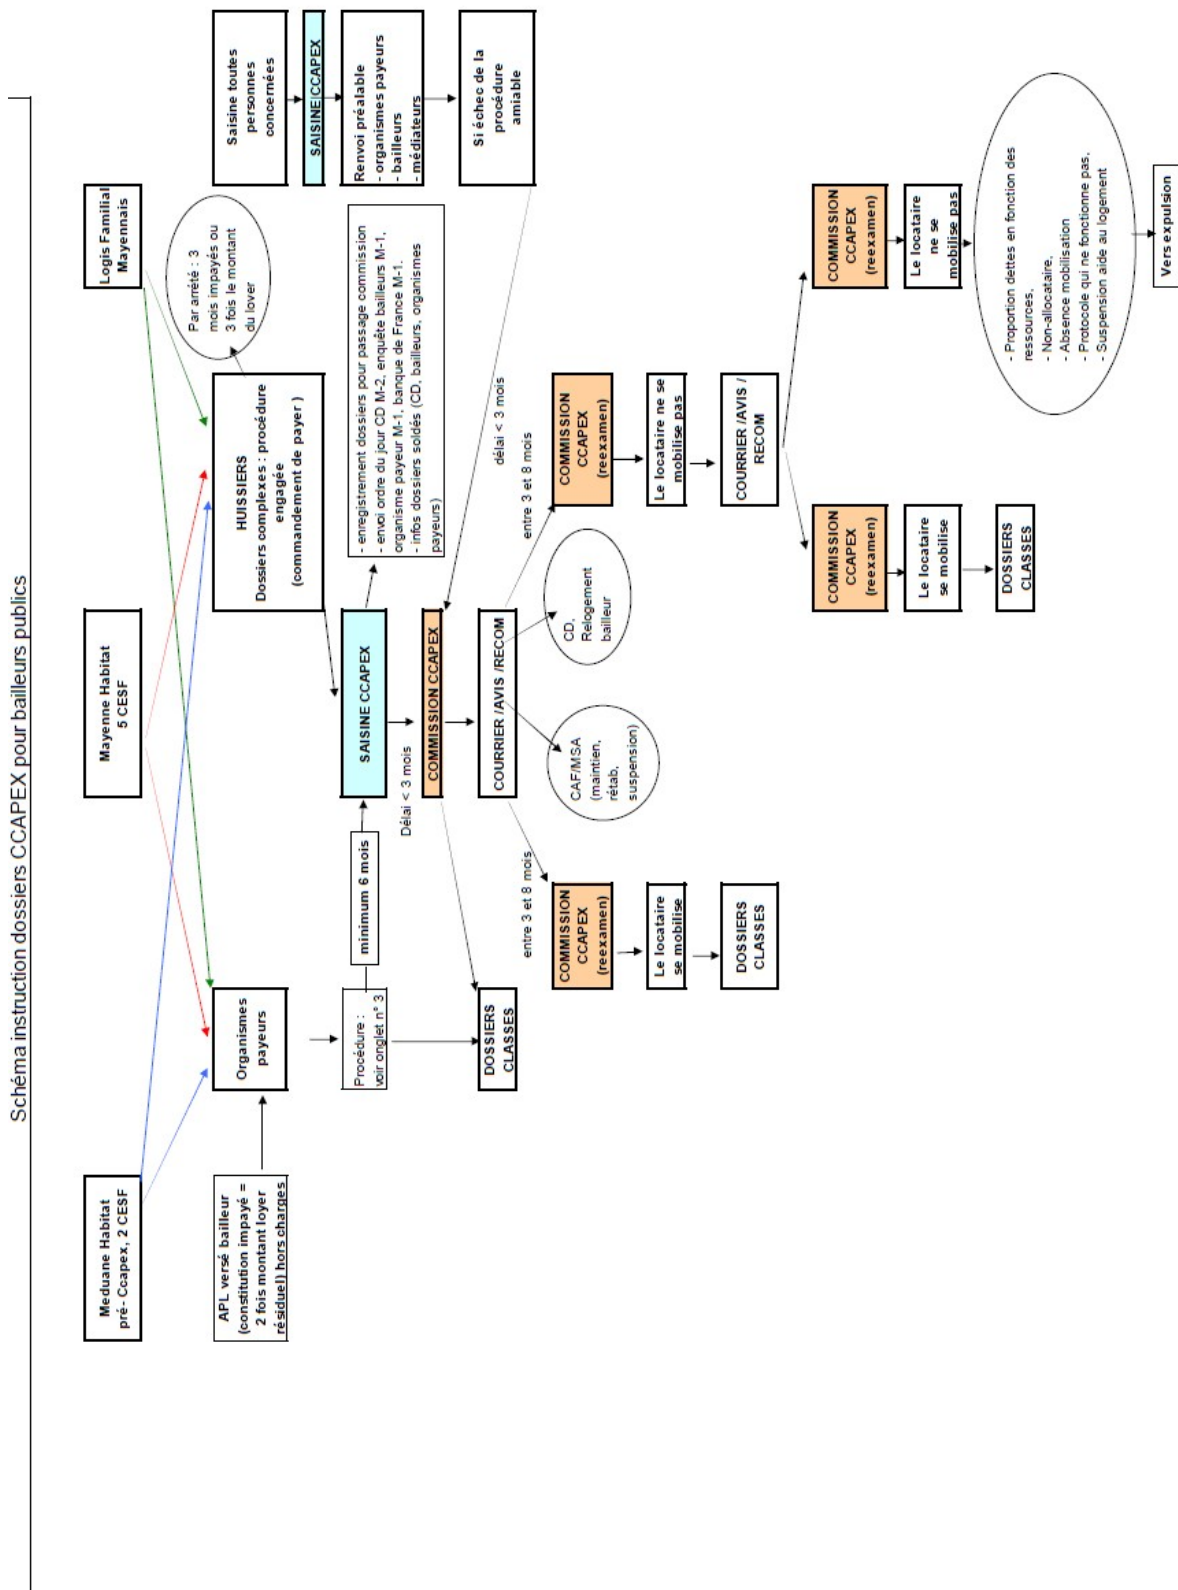 Schéma instruction dossiers CCAPEX pour bailleurs publics
Meduane Habitat
pré- Ccapex, 2 CESF
Mayenne Habitat
5 CESF
Logis Familial
Mayennais
APL versé bailleur
(constitution impayé =
2 fois montant loyer
résiduel) hors charges
Organismes
payeurs
HUISSIERS
Dossiers complexes : procédure
engagée
(commandement de payer )
Par arrété : 3
mois impayés ou
3 fois le montant
du lover
Saisine toutes
personnes
concernées
SAISINE CCAPEX
Renvoi préalable
- organismes payeurs
- bailleurs
- médiateurs
Si échec de la
procédure
amiable
Procédure :
voir onglet n° 3
minimum 6 mois
SAISINE CCAPEX
- enregistrement dossiers pour passage commission
- envoi ordre du jour CD M-2, enquête bailleurs M-1,
organisme payeur M-1, banque de France M-1.
- infos dossiers soldés (CD, bailleurs, organismes
payeurs)
Délai < 3 mois
COMMISSION CCAPEX
délai < 3 mois
DOSSIERS
CLASSES
COURRIER /AVIS /RECOM
entre 3 et 8 mois
entre 3 et 8 mois
CAF/MSA
(maintien,
rétab,
suspension)
CD,
Relogement
bailleur
COMMISSION
CCAPEX
(reexamen)
Le locataire
se mobilise
DOSSIERS
CLASSES
COMMISSION
CCAPEX
(reexamen)
Le locataire ne se
mobilise pas
COURRIER /AVIS /
RECOM
COMMISSION
CCAPEX
(reexamen)
Le locataire
se mobilise
DOSSIERS
CLASSES
COMMISSION
CCAPEX
(reexamen)
Le locataire
ne se
mobilise pas
- Proportion dettes en fonction des
ressources,
- Non-allocataire,
- Absence mobilisation
- Protocole qui ne fonctionne pas,
- Suspension aide au logement
Vers expulsion